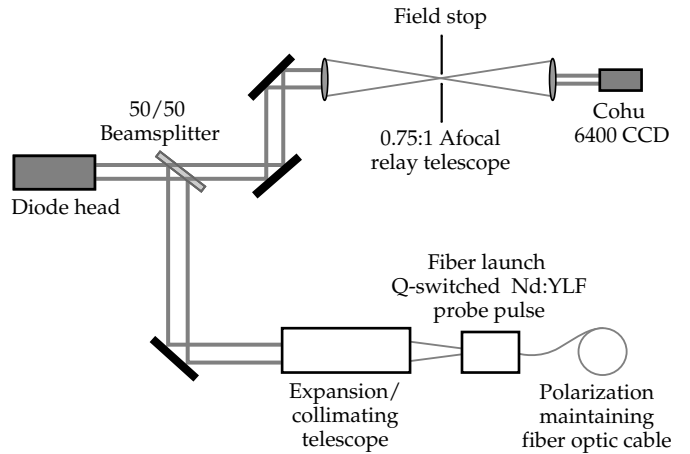 Field stop
50/50
Beamsplitter
Cohu
6400 CCD
0.75:1 Afocal
relay telescope
Diode head
Fiber launch
Q-switched Nd:YLF
probe pulse
Expansion/
collimating
telescope
Polarization
maintaining
fiber optic cable